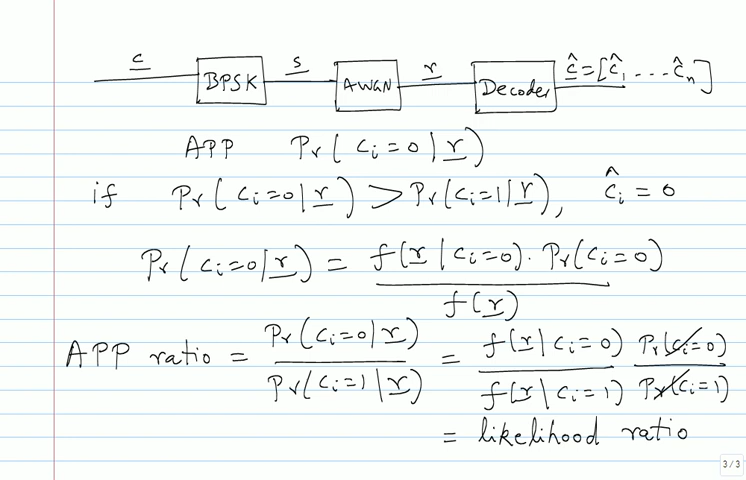 c BPSK s AWGN r Decoder ĉ = [ĉ₁ ... ĉₙ]
APP Pr(cᵢ=0|r)
if Pr(cᵢ=0|r) > Pr(cᵢ=1|r), ĉᵢ = 0
Pr(cᵢ=0|r) = f(r|cᵢ=0). Pr(cᵢ=0) / f(r)
APP ratio = Pr(cᵢ=0|r) / Pr(cᵢ=1|r) = f(r|cᵢ=0) Pr(cᵢ=0) / f(r|cᵢ=1) Pr(cᵢ=1)
= likelihood ratio
3/3